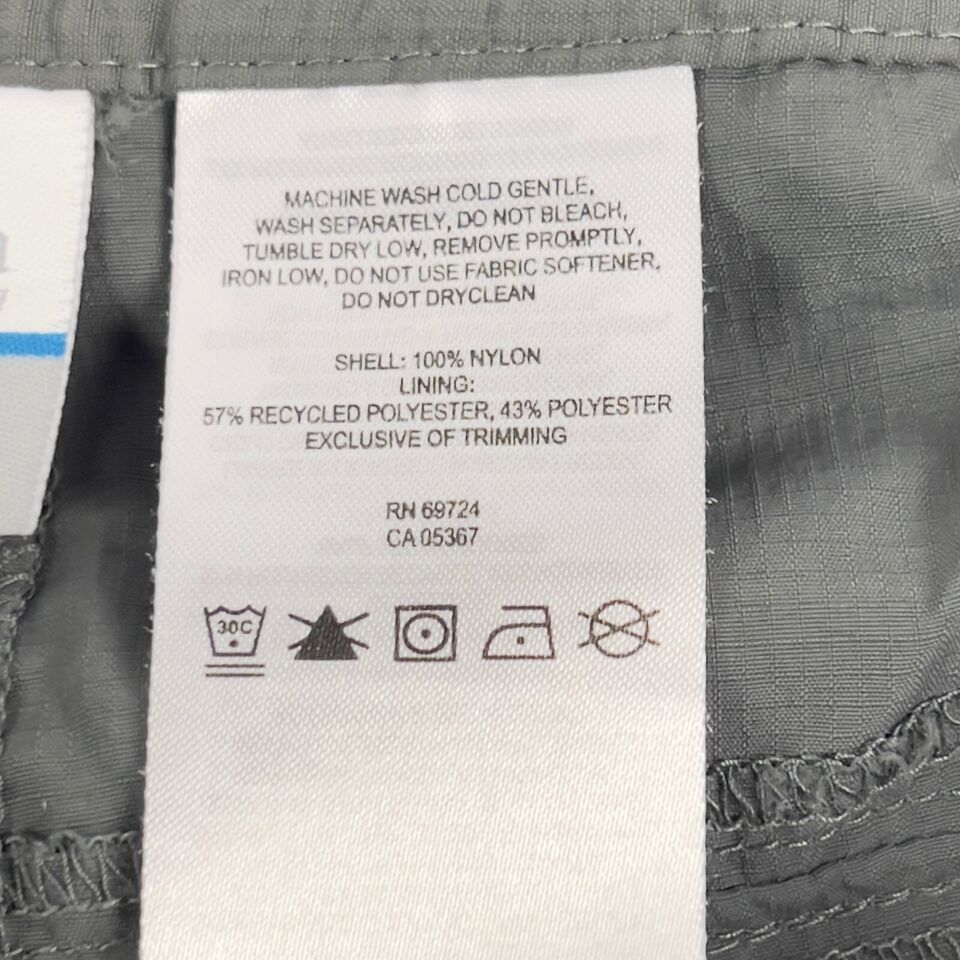 MACHINE WASH COLD GENTLE,
WASH SEPARATELY, DO NOT BLEACH,
TUMBLE DRY LOW, REMOVE PROMPTLY,
IRON LOW, DO NOT USE FABRIC SOFTENER,
DO NOT DRYCLEAN
SHELL: 100% NYLON
LINING:
57% RECYCLED POLYESTER, 43% POLYESTER
EXCLUSIVE OF TRIMMING
RN 69724
CA 05367
30C